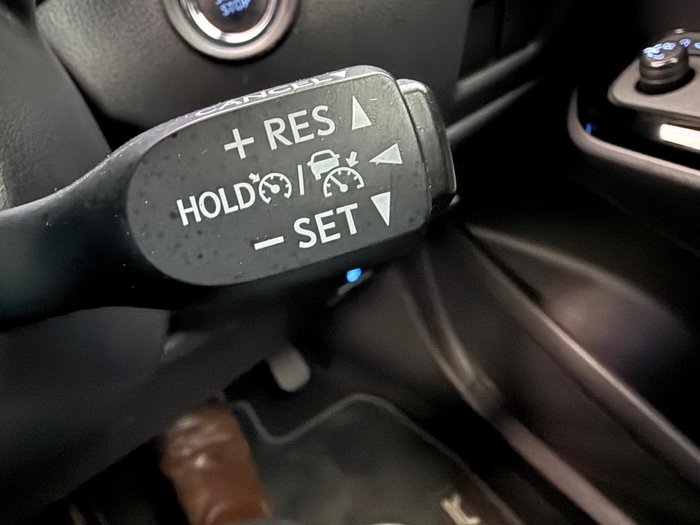 CANCEL
+ RES
HOLD /
- SET